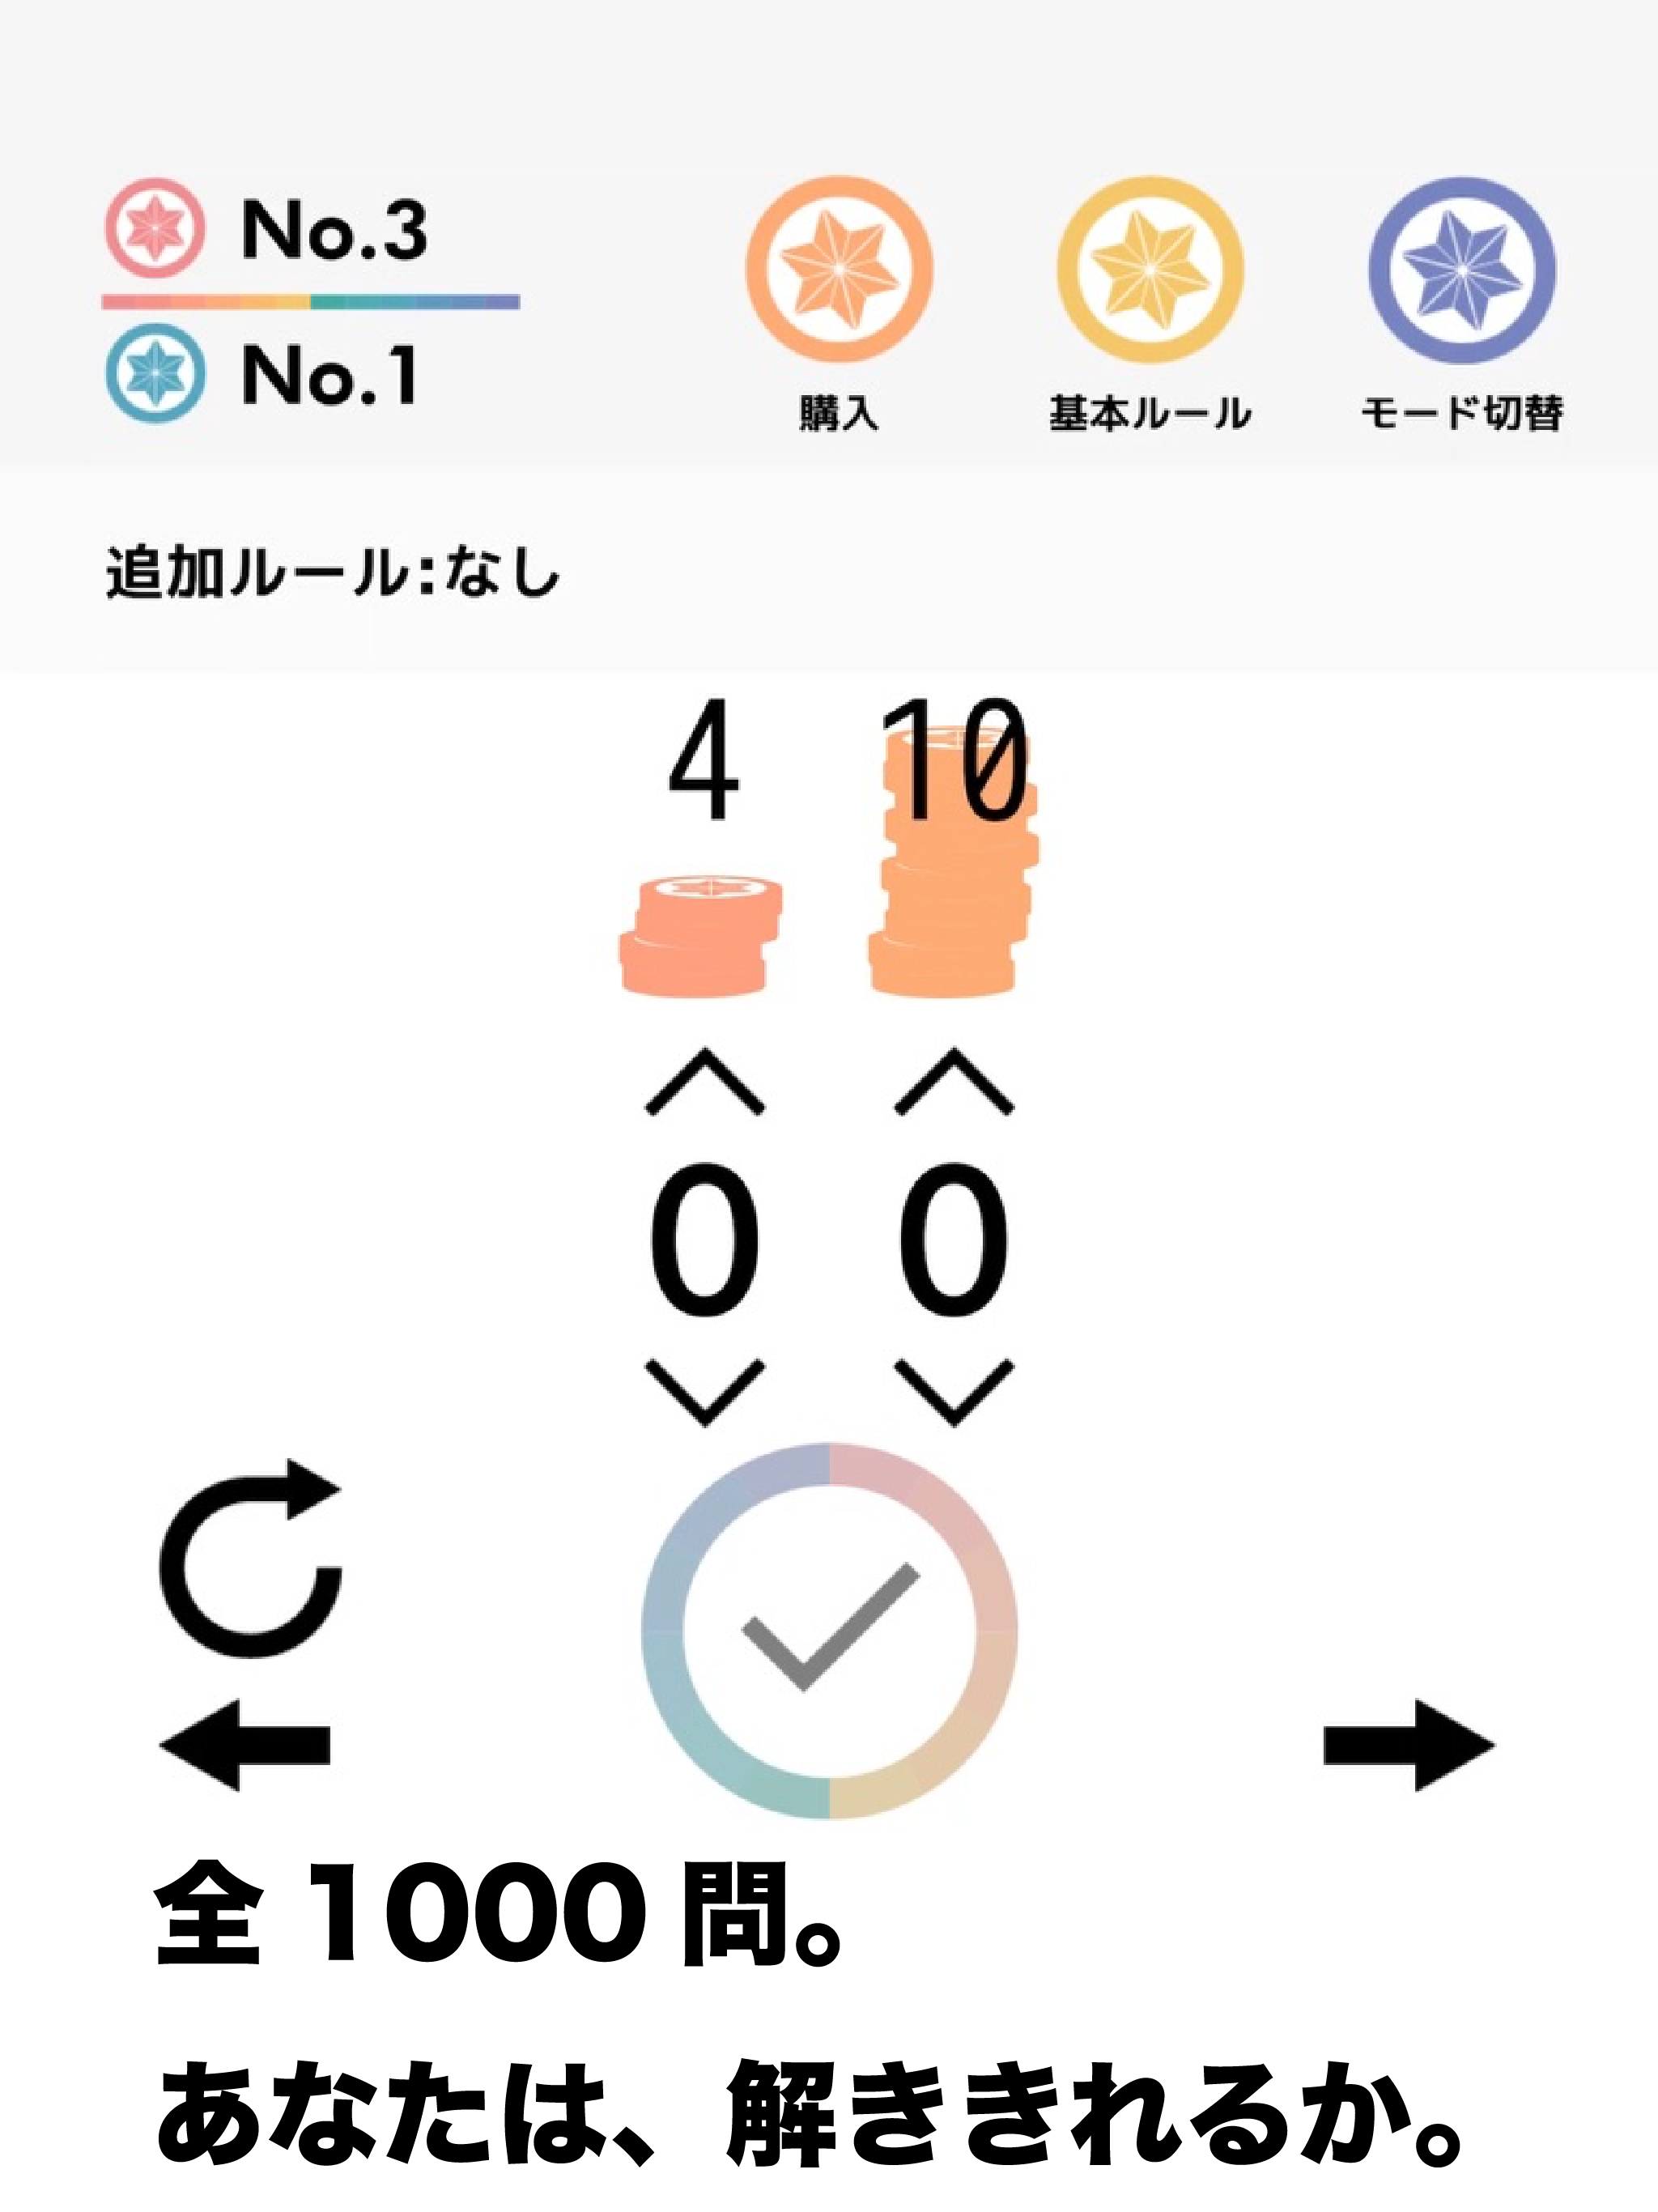 No.3
No.1
購入 基本ルール モード切替
追加ルール:なし
4 10
0 0
全1000問。
あなたは、解ききれるか。